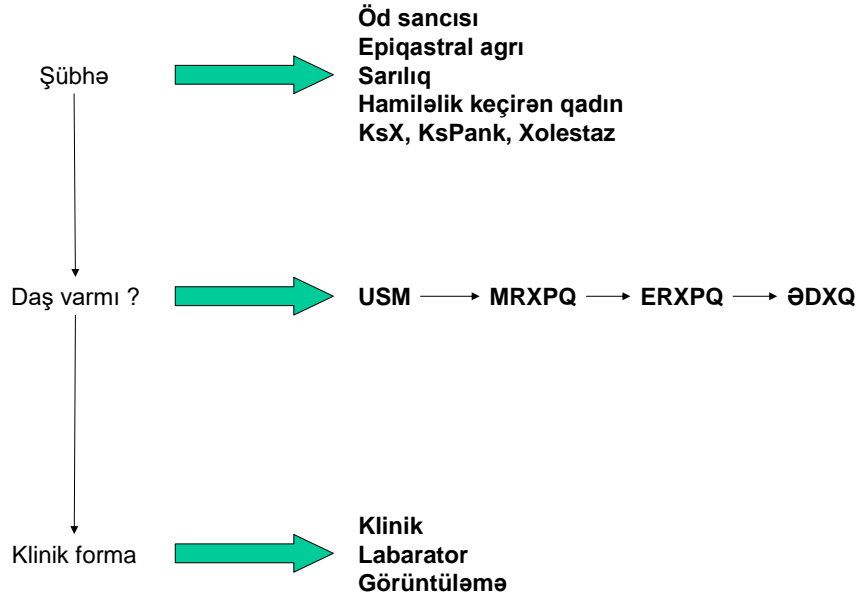 Şübhə
Öd sancısı
Epiqastral agrı
Sarılıq
Hamiləlik keçirən qadın
KsX, KsPank, Xolestaz
Daş varmı ?
USM
MRXPQ
ERXPQ
ƏDXQ
Klinik forma
Klinik
Labarator
Görüntüləmə